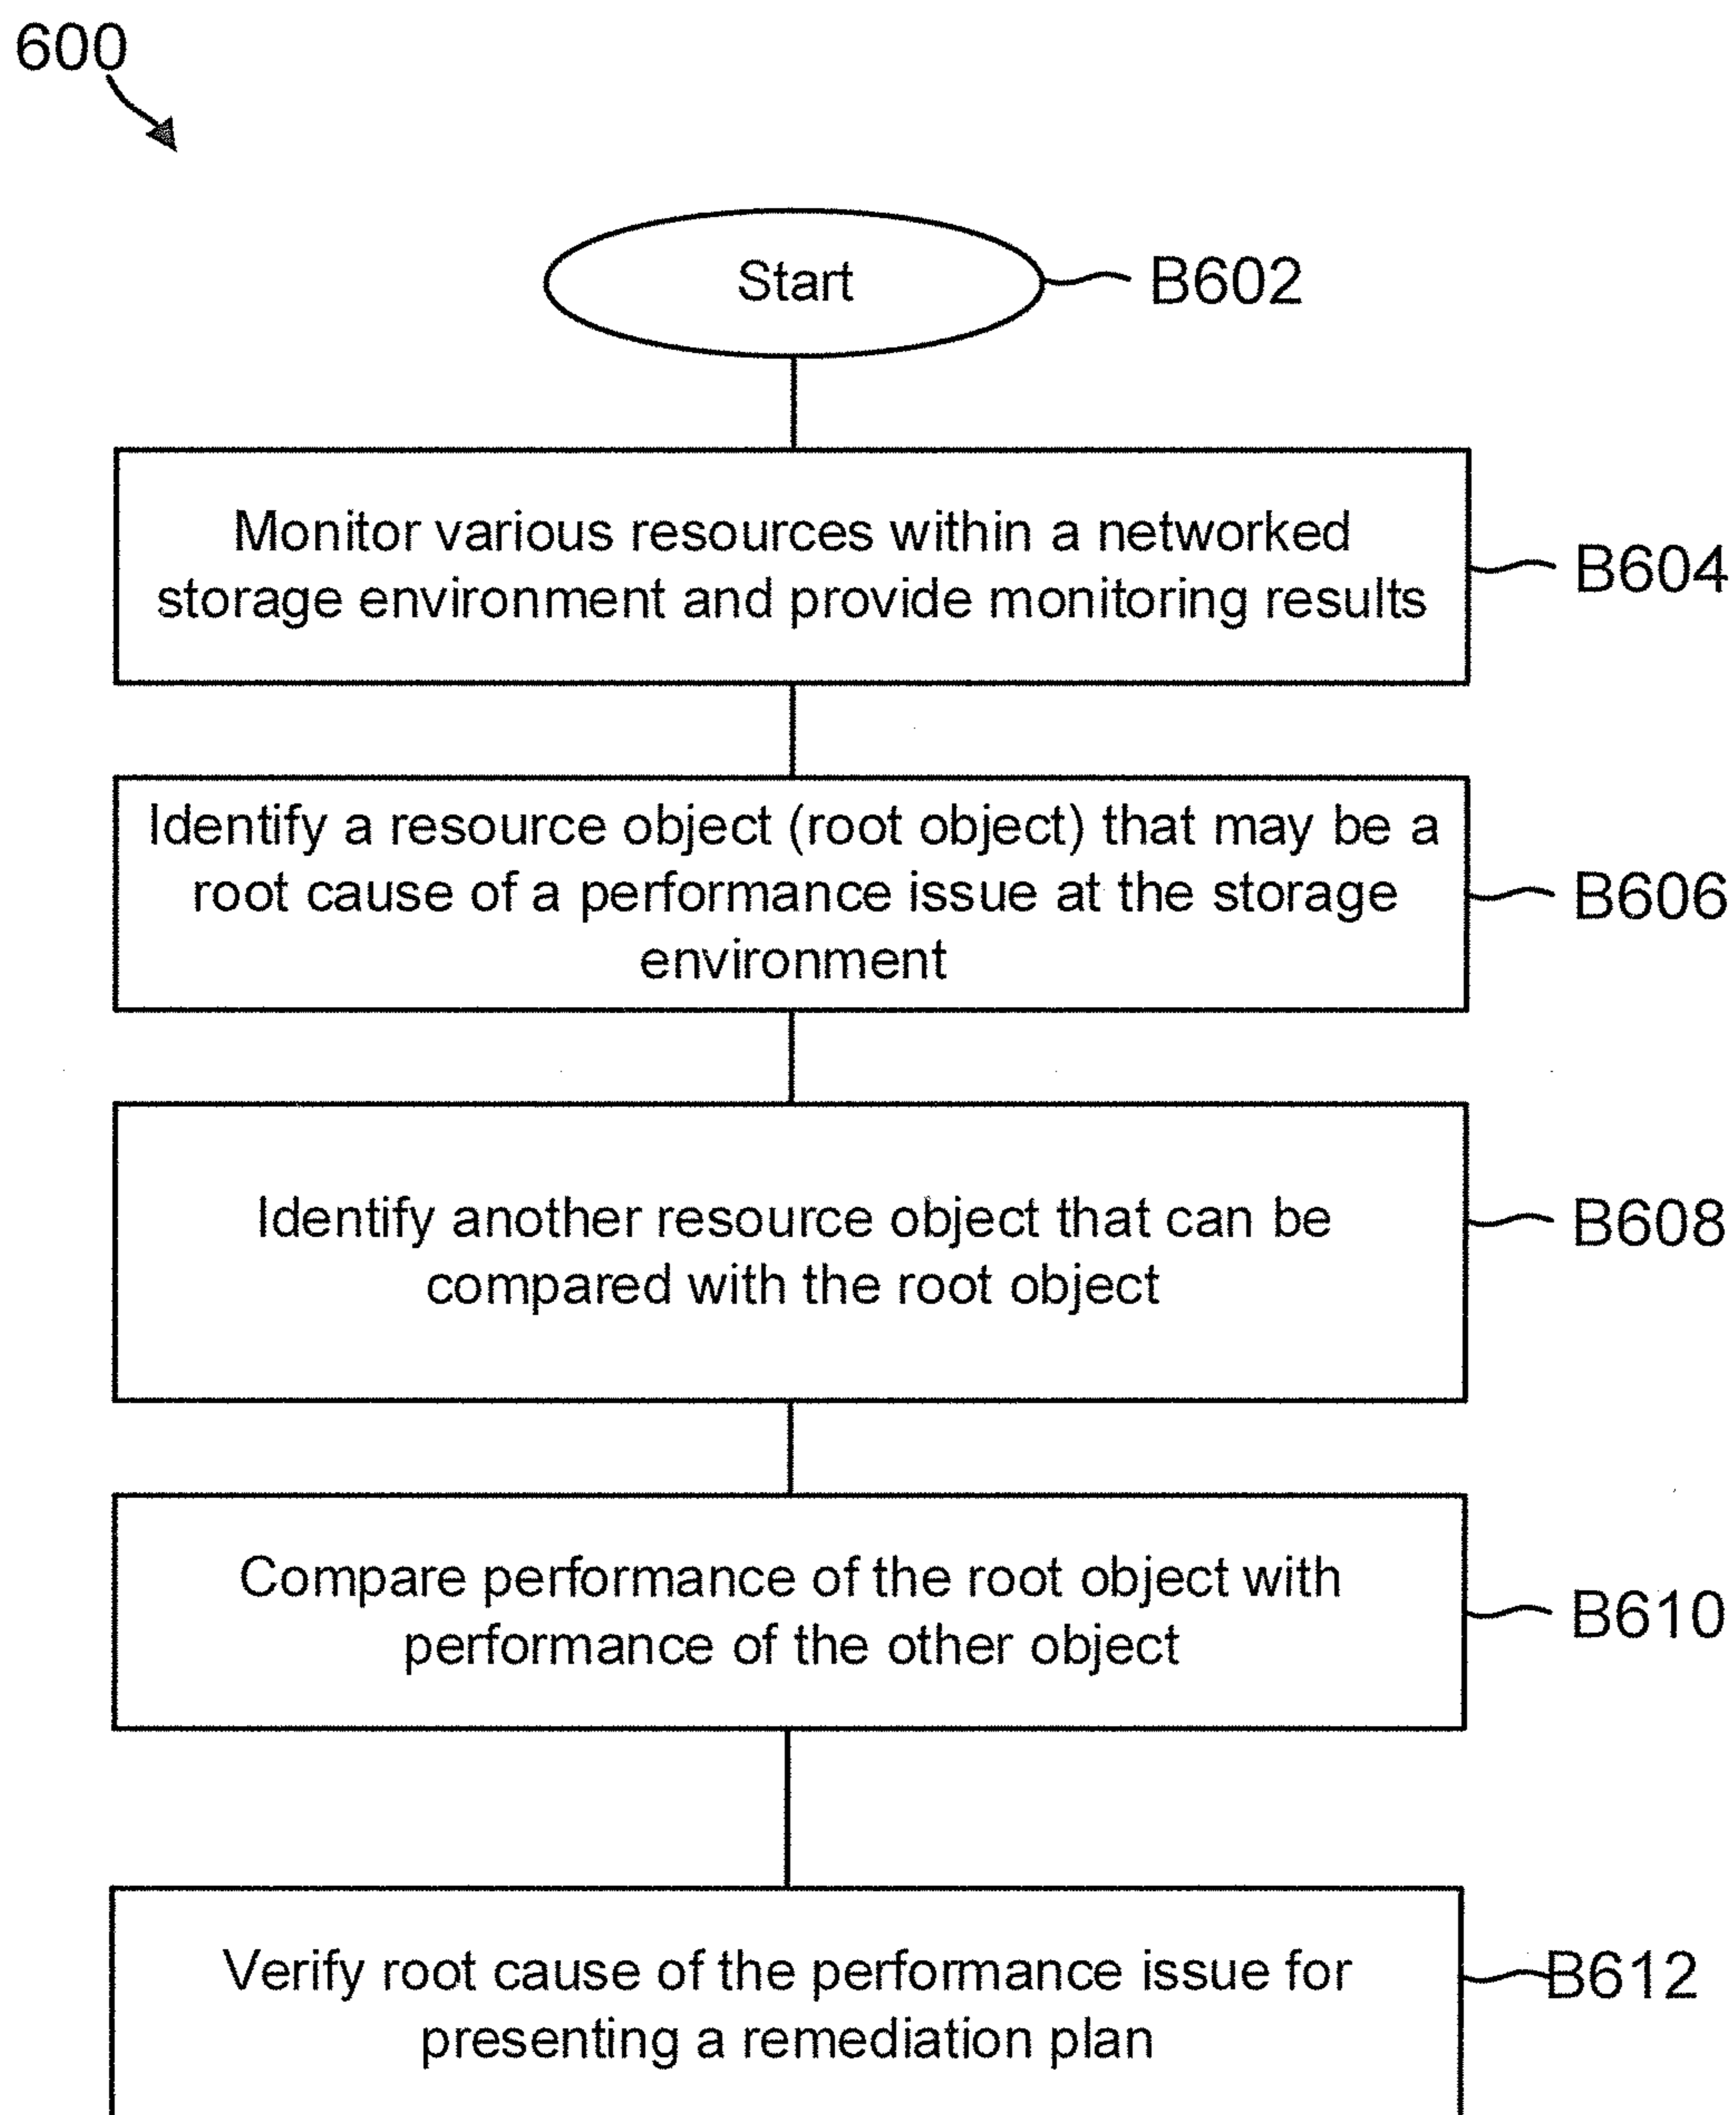 600
Start
B602
Monitor various resources within a networked
storage environment and provide monitoring results
B604
Identify a resource object (root object) that may be a
root cause of a performance issue at the storage
environment
B606
Identify another resource object that can be
compared with the root object
B608
Compare performance of the root object with
performance of the other object
B610
Verify root cause of the performance issue for
presenting a remediation plan
B612